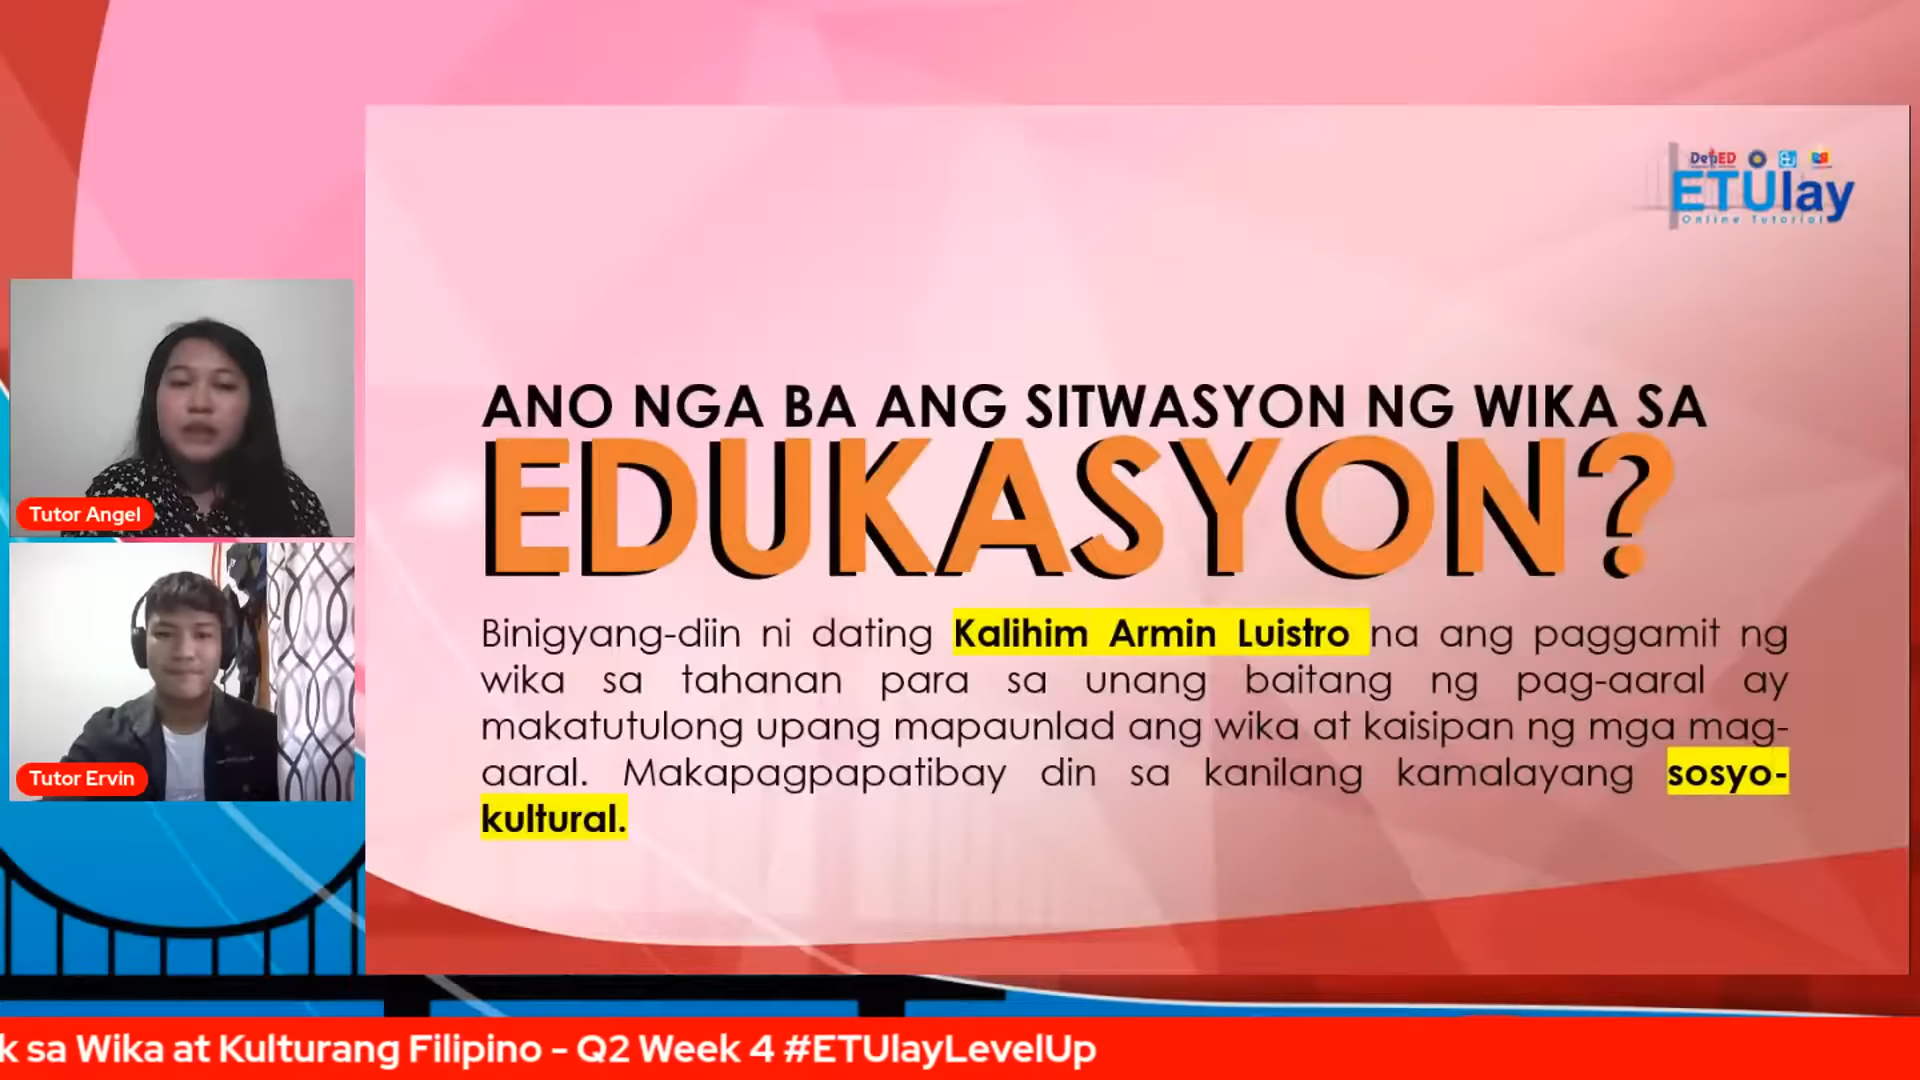 DepED
ETUlay
Online Tutorial
ANO NGA BA ANG SITWASYON NG WIKA SA
EDUKASYON?
Binigyang-diin ni dating Kalihim Armin Luistro na ang paggamit ng
wika sa tahanan para sa unang baitang ng pag-aaral ay
makatutulong upang mapaunlad ang wika at kaisipan ng mga mag-
aaral. Makapagpapatibay din sa kanilang kamalayang sosyo-
kultural.
Tutor Angel
Tutor Ervin
k sa Wika at Kulturang Filipino - Q2 Week 4 #ETUlayLevelUp